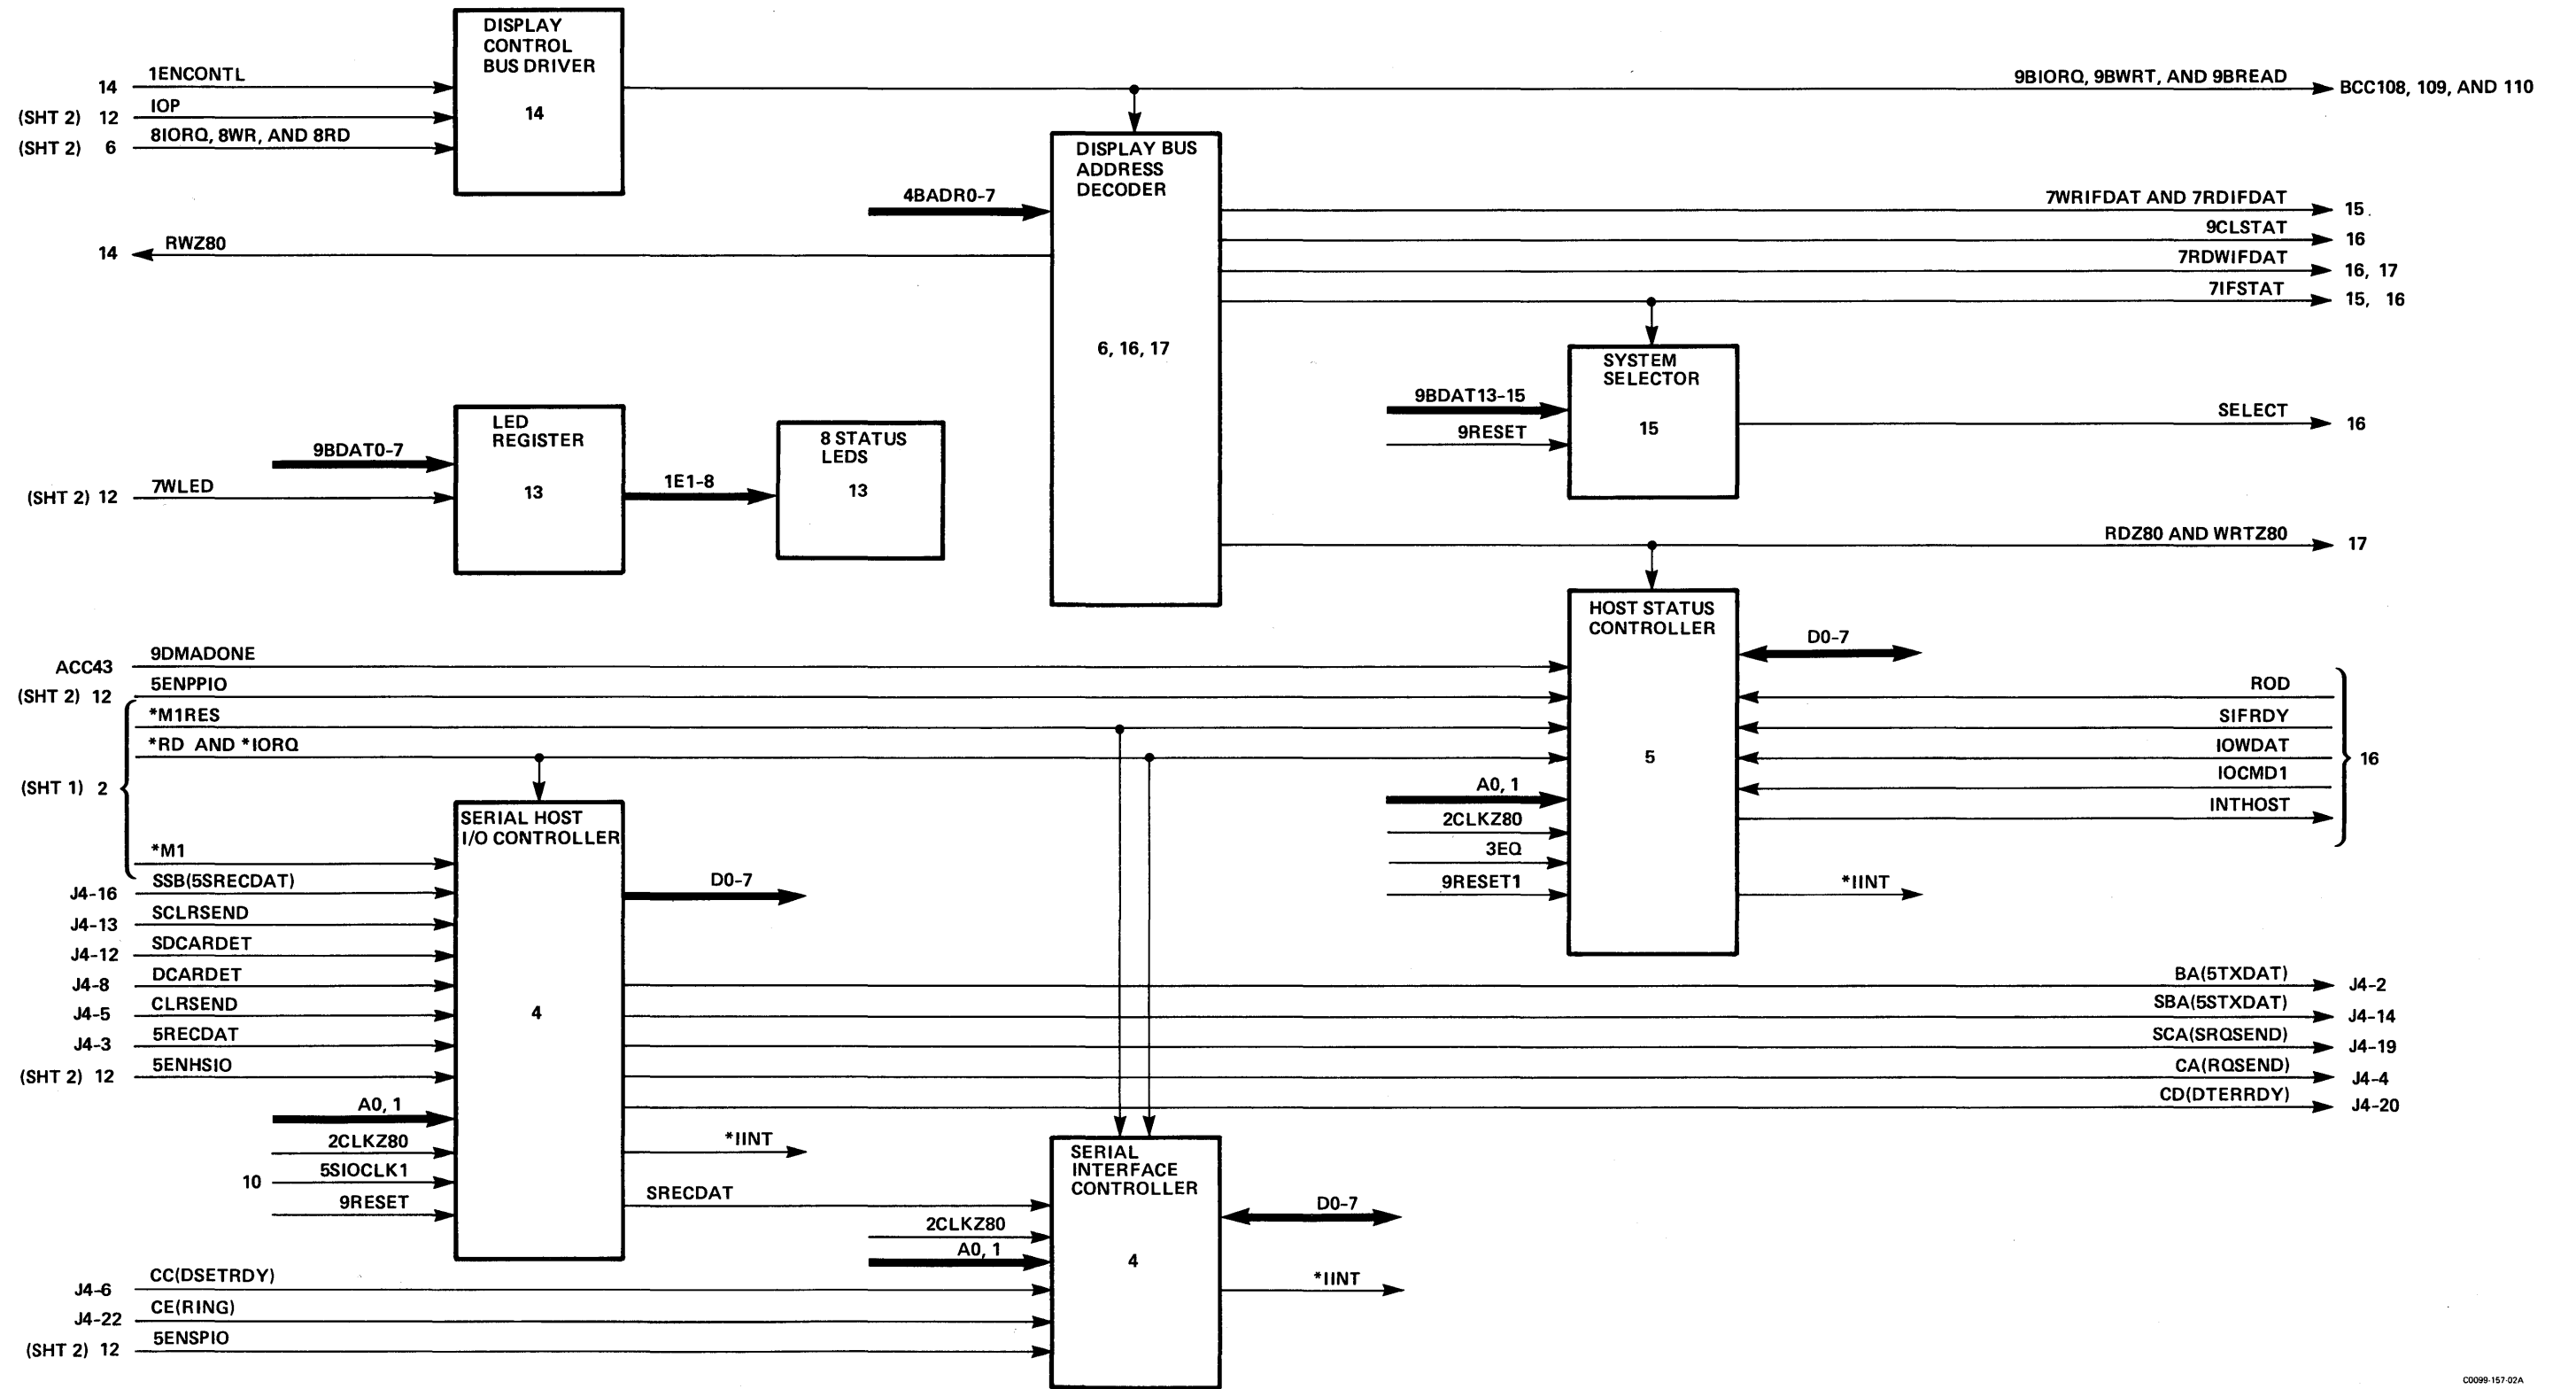 DISPLAY
CONTROL
BUS DRIVER
14
14 1ENCONTL
(SHT 2) 12 IOP
(SHT 2) 6 8IORQ, 8WR, AND 8RD
9BIORQ, 9BWRT, AND 9BREAD BCC108, 109, AND 110
DISPLAY BUS
ADDRESS
DECODER
6, 16, 17
4BADR0-7
14 RWZ80
7WRIFDAT AND 7RDIFDAT 15
9CLSTAT 16
7RDWIFDAT 16, 17
7IFSTAT 15, 16
SYSTEM
SELECTOR
15
9BDAT13-15
9RESET
SELECT 16
LED
REGISTER
13
9BDAT0-7
(SHT 2) 12 7WLED
1E1-8
8 STATUS
LEDS
13
RDZ80 AND WRTZ80 17
HOST STATUS
CONTROLLER
5
D0-7
ACC43 9DMADONE
(SHT 2) 12 5ENPPIO
*M1RES
*RD AND *IORQ
(SHT 1) 2
*M1
ROD
SIFRDY
IOWDAT
IOCMD1
INTHOST
16
A0, 1
2CLKZ80
3EQ
9RESET1
*IINT
SERIAL HOST
I/O CONTROLLER
4
D0-7
J4-16 SSB(5SRECDAT)
J4-13 SCLRSEND
J4-12 SDCARDET
J4-8 DCARDET
J4-5 CLRSEND
J4-3 5RECDAT
(SHT 2) 12 5ENHSIO
A0, 1
2CLKZ80
10 5SIOCLK1
9RESET
BA(5TXDAT) J4-2
SBA(5STXDAT) J4-14
SCA(SRQSEND) J4-19
CA(RQSEND) J4-4
CD(DTERRDY) J4-20
*IINT
SRECDAT
SERIAL
INTERFACE
CONTROLLER
4
2CLKZ80
A0, 1
D0-7
*IINT
J4-6 CC(DSETRDY)
J4-22 CE(RING)
(SHT 2) 12 5ENSPIO
C0099-157-02A